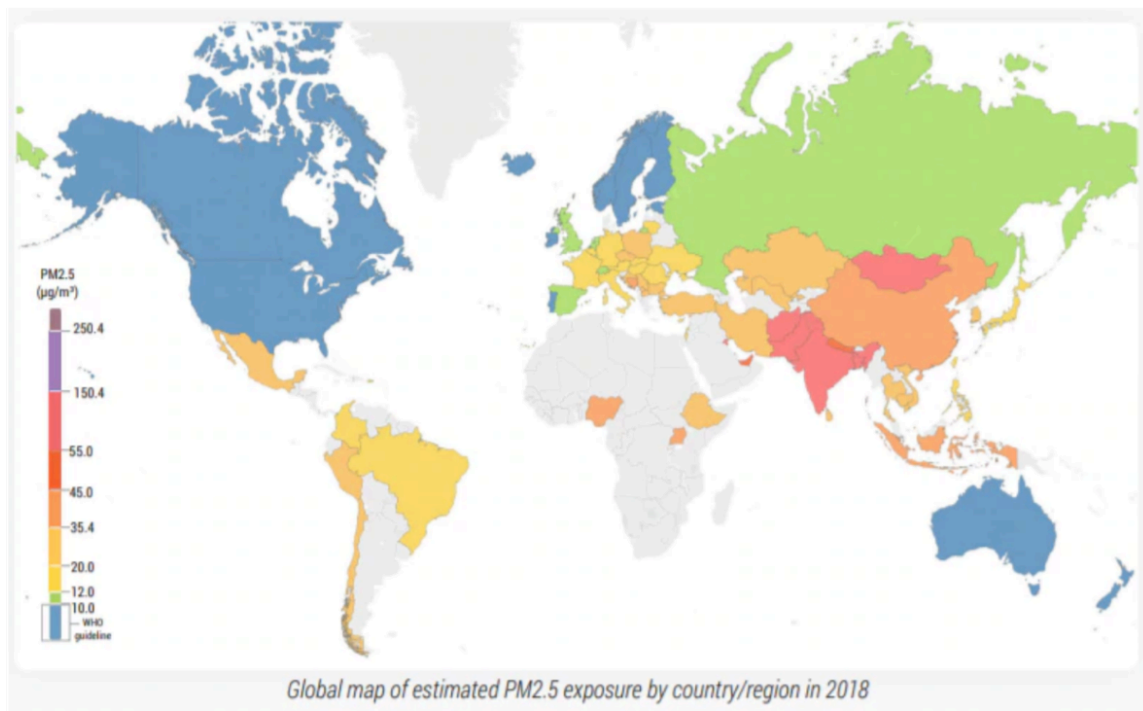 PM2.5
(µg/m³)
250.4
150.4
55.0
45.0
35.4
20.0
12.0
10.0
WHO
guideline
Global map of estimated PM2.5 exposure by country/region in 2018